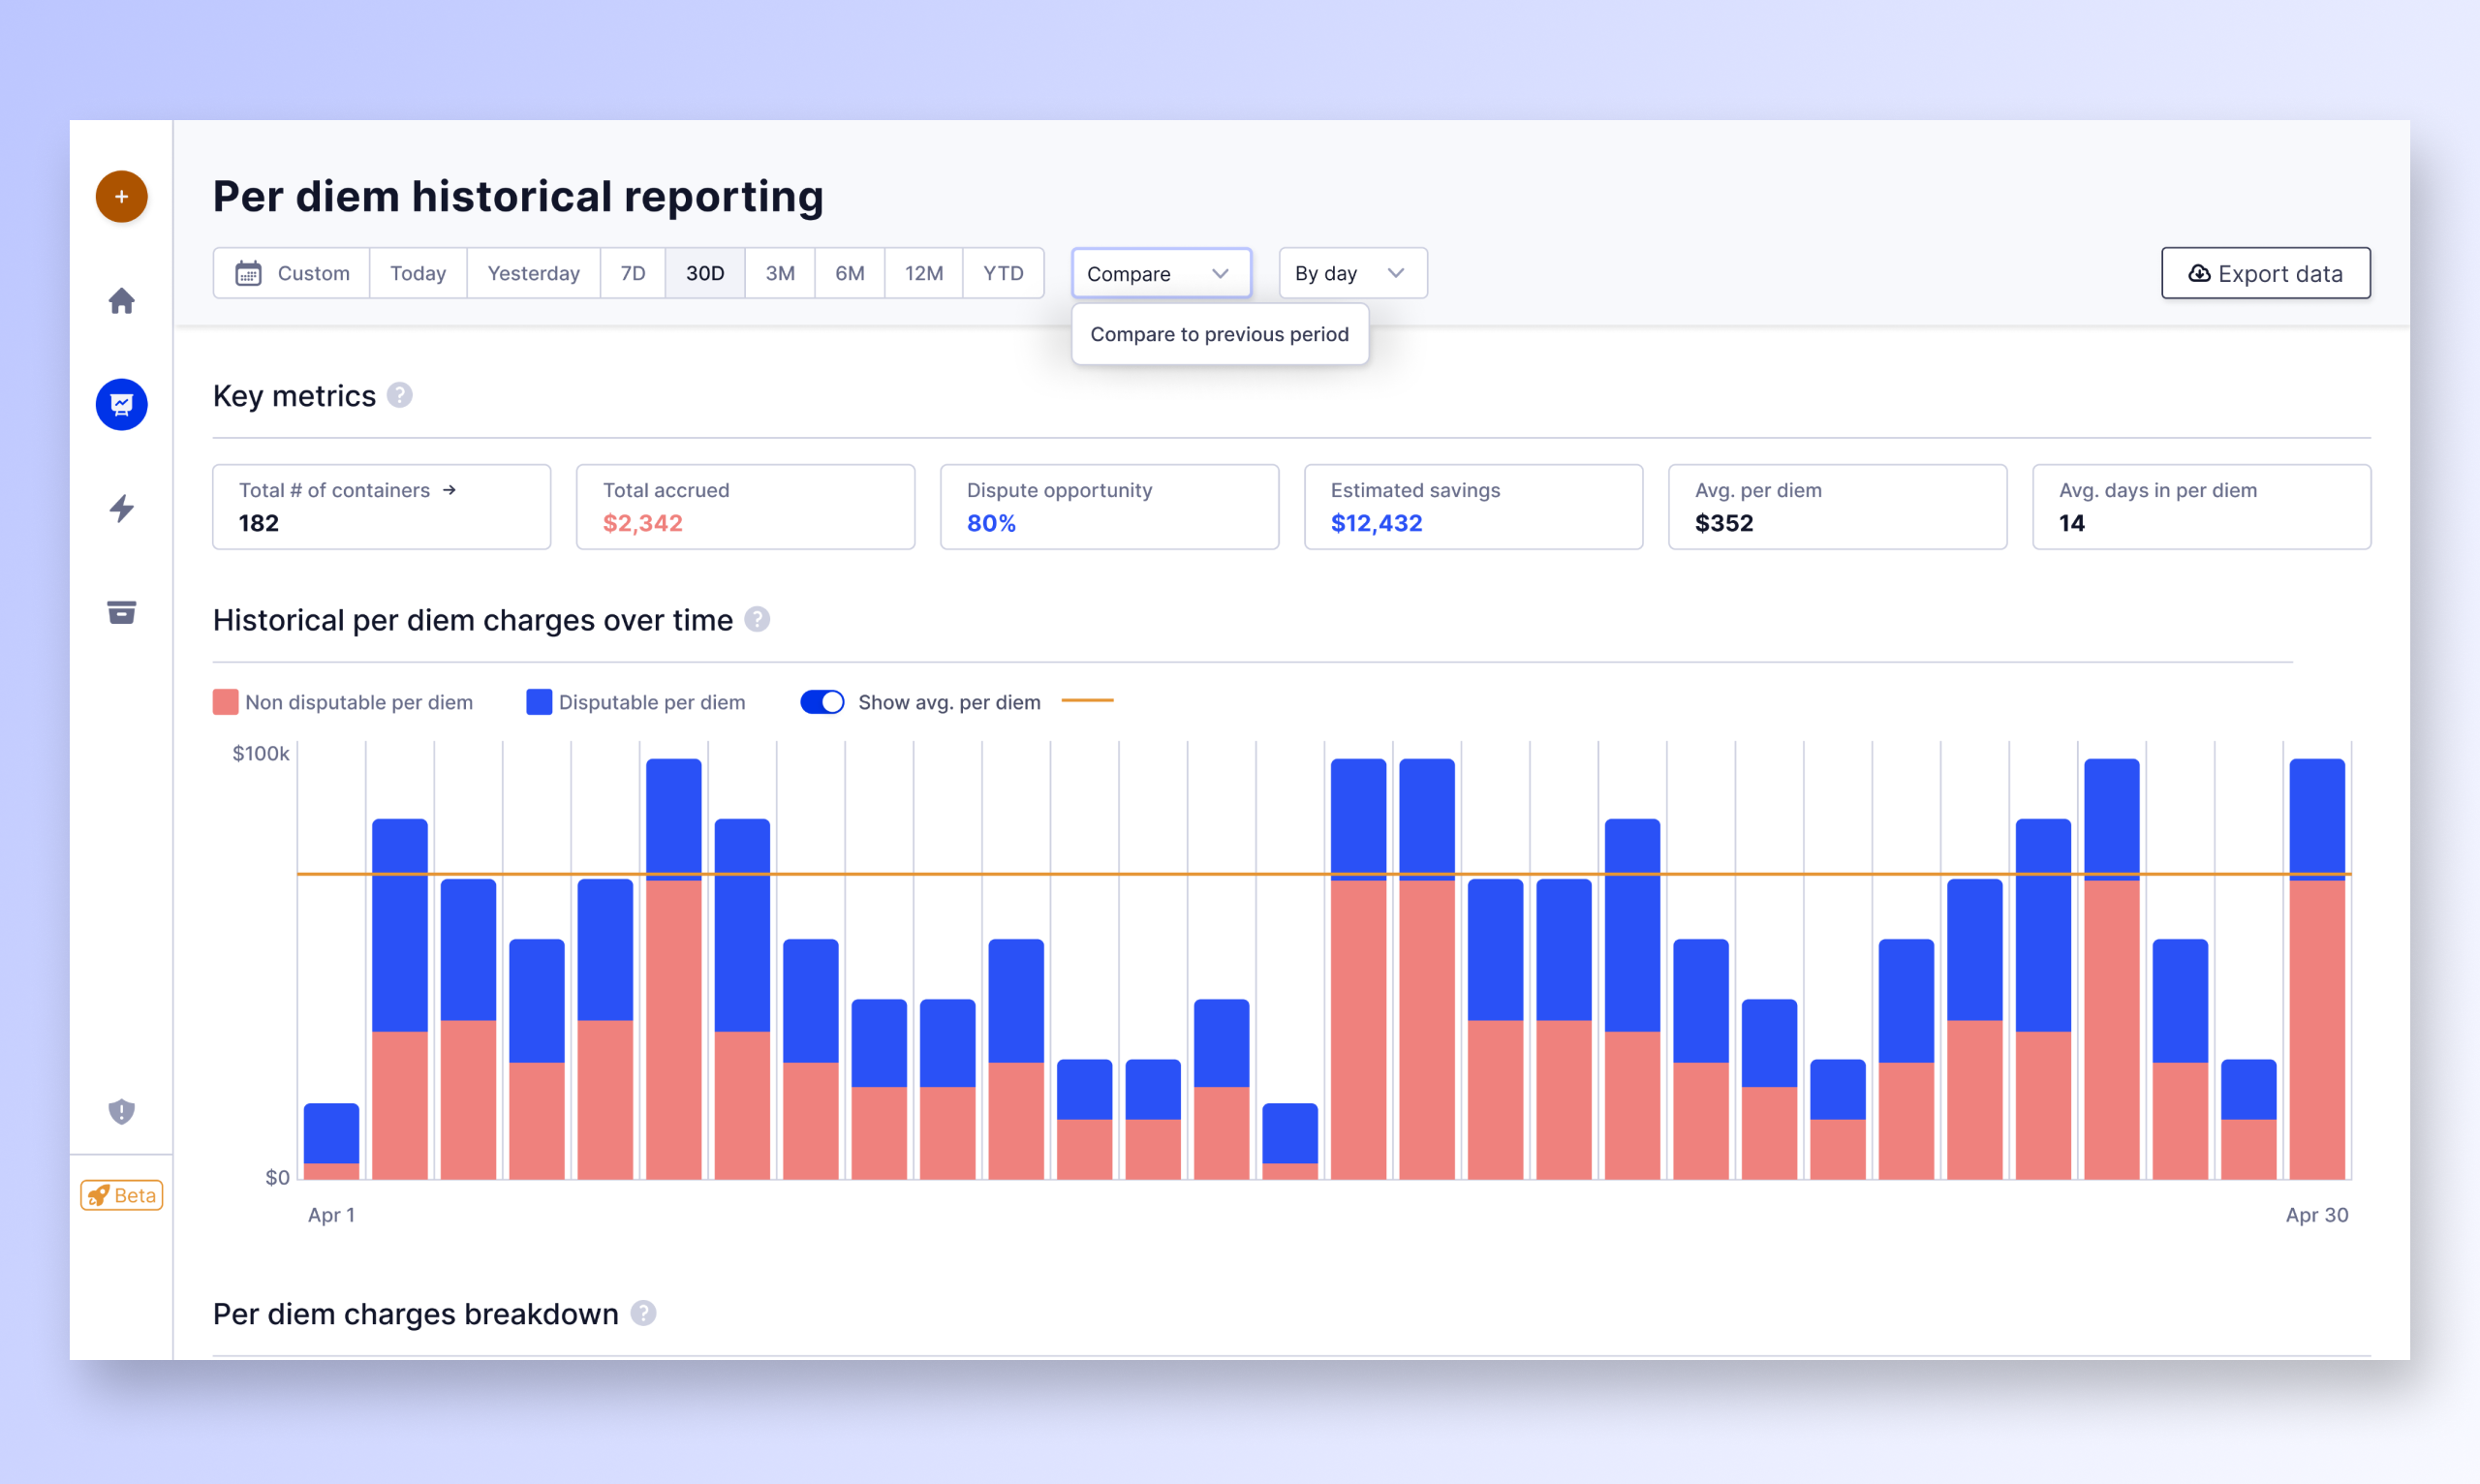 +
Per diem historical reporting
Custom Today Yesterday 7D 30D 3M 6M 12M YTD Compare By day Export data
Compare to previous period
Key metrics ?
Total # of containers → Total accrued Dispute opportunity Estimated savings Avg. per diem Avg. days in per diem
182 $2,342 80% $12,432 $352 14
Historical per diem charges over time ?
Non disputable per diem Disputable per diem Show avg. per diem
$100k
$0
Apr 1 Apr 30
Beta
Per diem charges breakdown ?